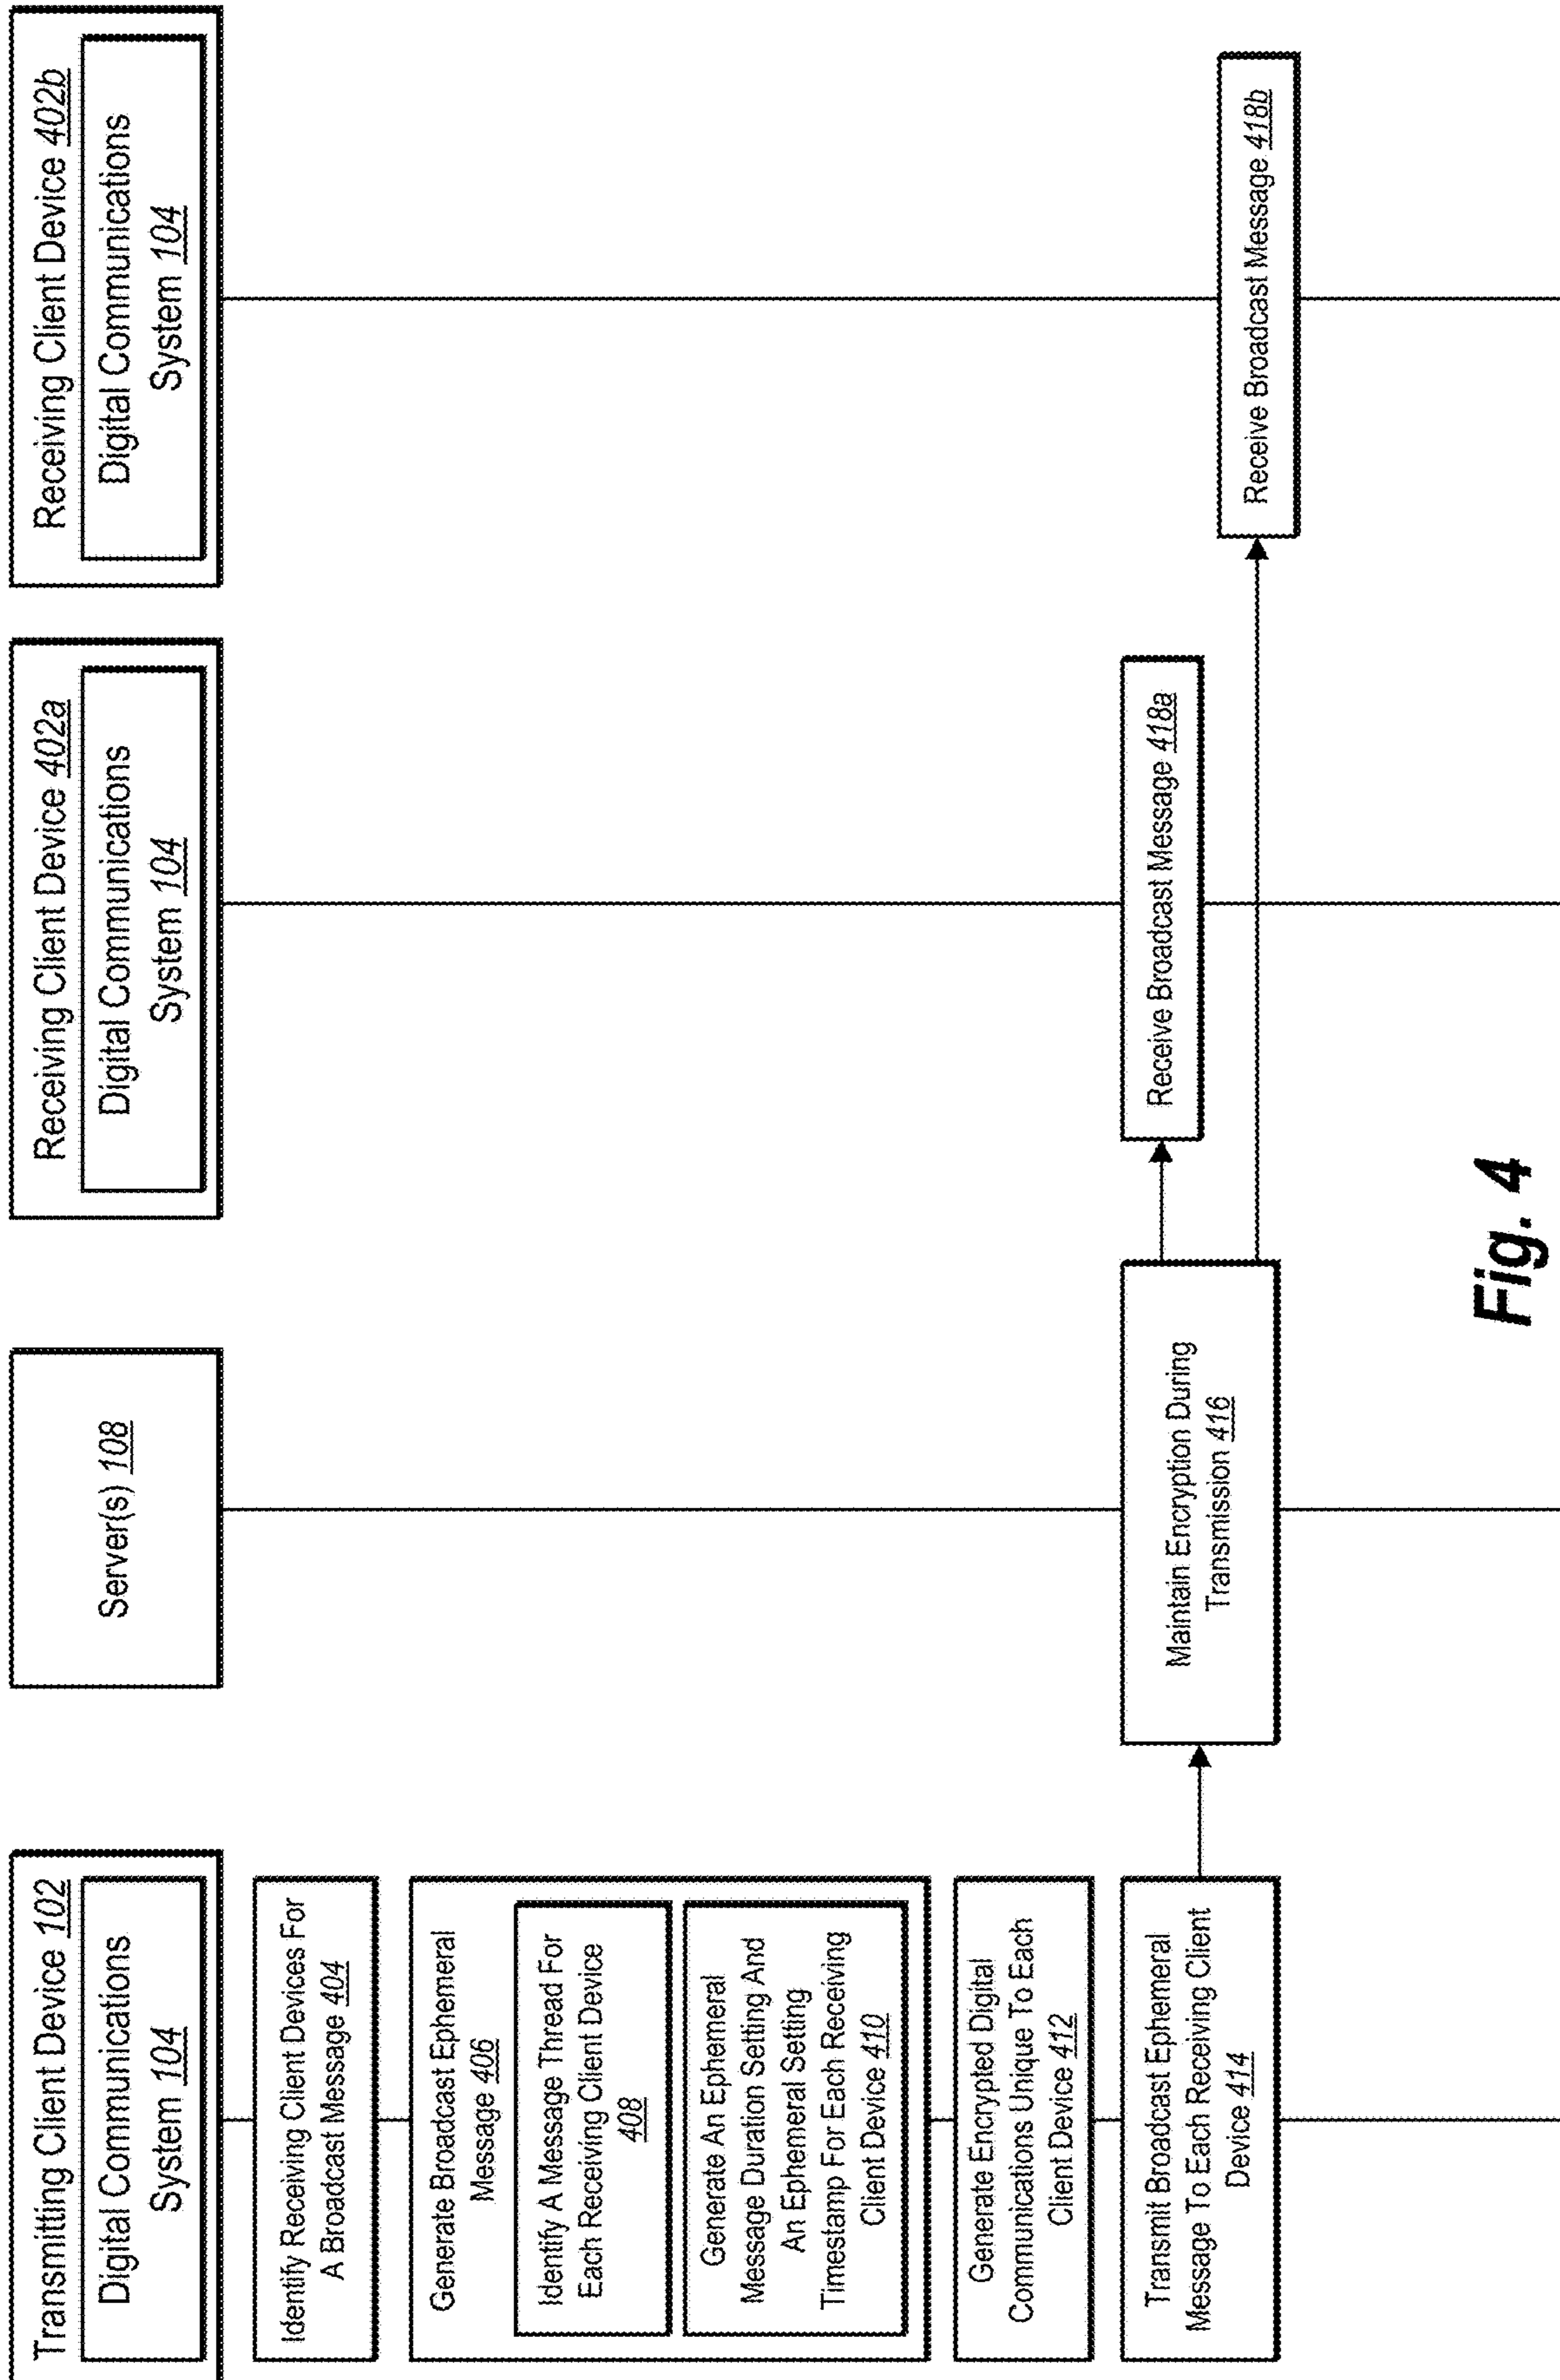 Transmitting Client Device 102
Digital Communications
System 104
Server(s) 108
Receiving Client Device 402a
Digital Communications
System 104
Receiving Client Device 402b
Digital Communications
System 104
Identify Receiving Client Devices For
A Broadcast Message 404
Generate Broadcast Ephemeral
Message 406
Identify A Message Thread For
Each Receiving Client Device
408
Generate An Ephemeral
Message Duration Setting And
An Ephemeral Setting
Timestamp For Each Receiving
Client Device 410
Generate Encrypted Digital
Communications Unique To Each
Client Device 412
Transmit Broadcast Ephemeral
Message To Each Receiving Client
Device 414
Maintain Encryption During
Transmission 416
Receive Broadcast Message 418a
Receive Broadcast Message 418b
Fig. 4